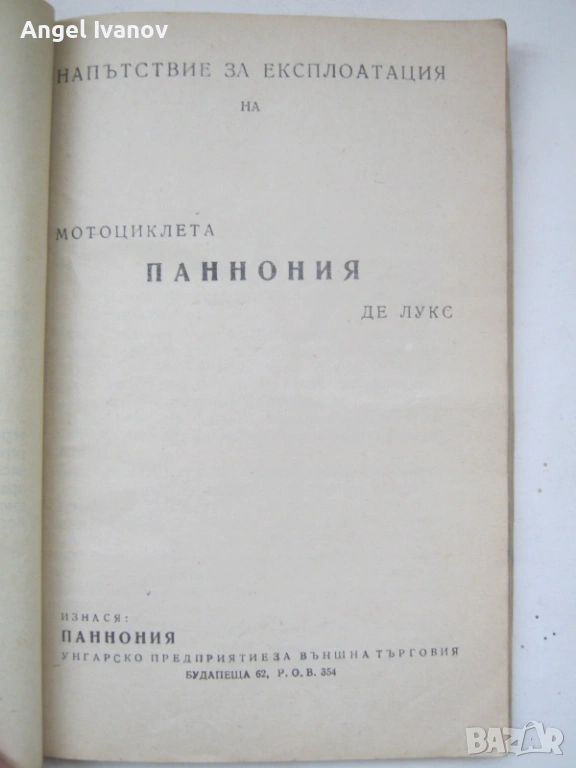 Angel Ivanov
НАПЪТСТВИЕ ЗА ЕКСПЛОАТАЦИЯ
НА
МОТОЦИКЛЕТА
ПАННОНИЯ
ДЕ ЛУКС
ИЗНАСЯ:
ПАННОНИЯ
УНГАРСКО ПРЕДПРИЯТИЕЗА ВЪНШНА ТЪРГОВИЯ
БУДАПЕЩА 62, P. O. B. 354
BAZAR